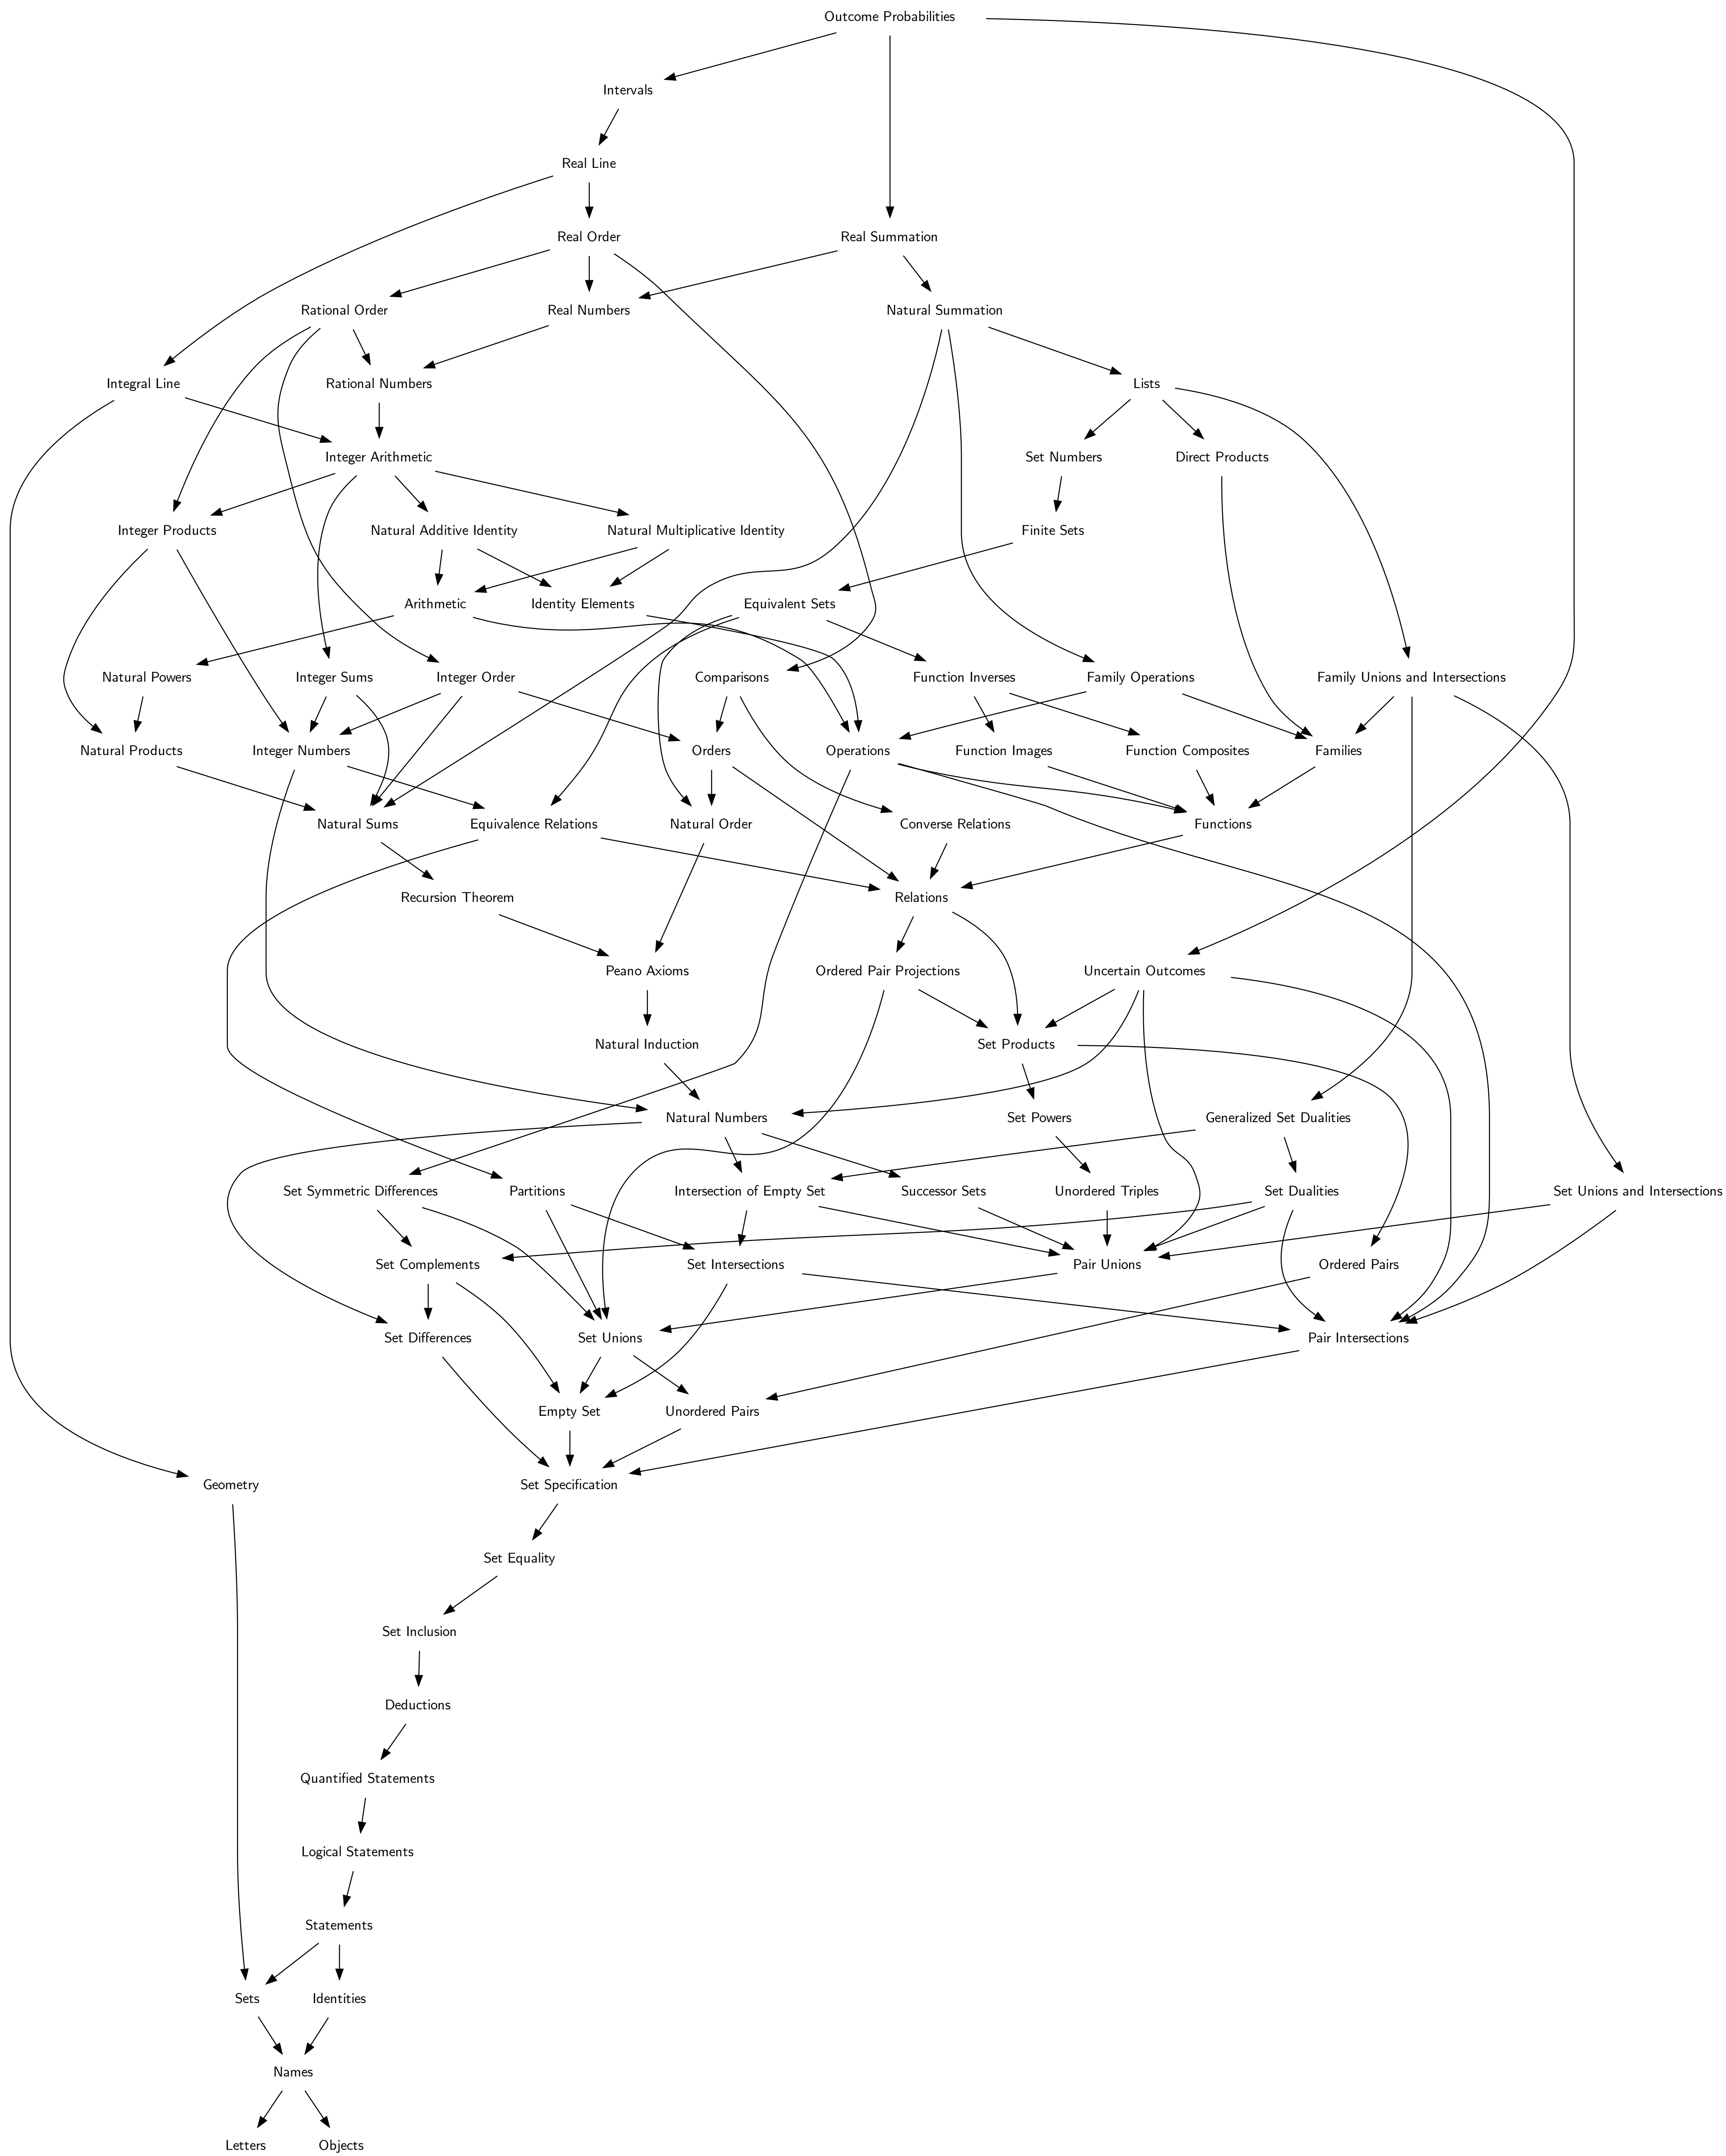 Outcome Probabilities
Intervals
Real Line
Real Order
Real Summation
Rational Order
Real Numbers
Natural Summation
Integral Line
Rational Numbers
Lists
Integer Arithmetic
Set Numbers
Direct Products
Integer Products
Natural Additive Identity
Natural Multiplicative Identity
Finite Sets
Arithmetic
Identity Elements
Equivalent Sets
Natural Powers
Integer Sums
Integer Order
Comparisons
Function Inverses
Family Operations
Family Unions and Intersections
Natural Products
Integer Numbers
Orders
Operations
Function Images
Function Composites
Families
Natural Sums
Equivalence Relations
Natural Order
Converse Relations
Functions
Recursion Theorem
Relations
Peano Axioms
Ordered Pair Projections
Uncertain Outcomes
Natural Induction
Set Products
Natural Numbers
Set Powers
Generalized Set Dualities
Set Symmetric Differences
Partitions
Intersection of Empty Set
Successor Sets
Unordered Triples
Set Dualities
Set Unions and Intersections
Set Complements
Set Intersections
Pair Unions
Ordered Pairs
Set Differences
Set Unions
Pair Intersections
Empty Set
Unordered Pairs
Geometry
Set Specification
Set Equality
Set Inclusion
Deductions
Quantified Statements
Logical Statements
Statements
Sets
Identities
Names
Letters
Objects